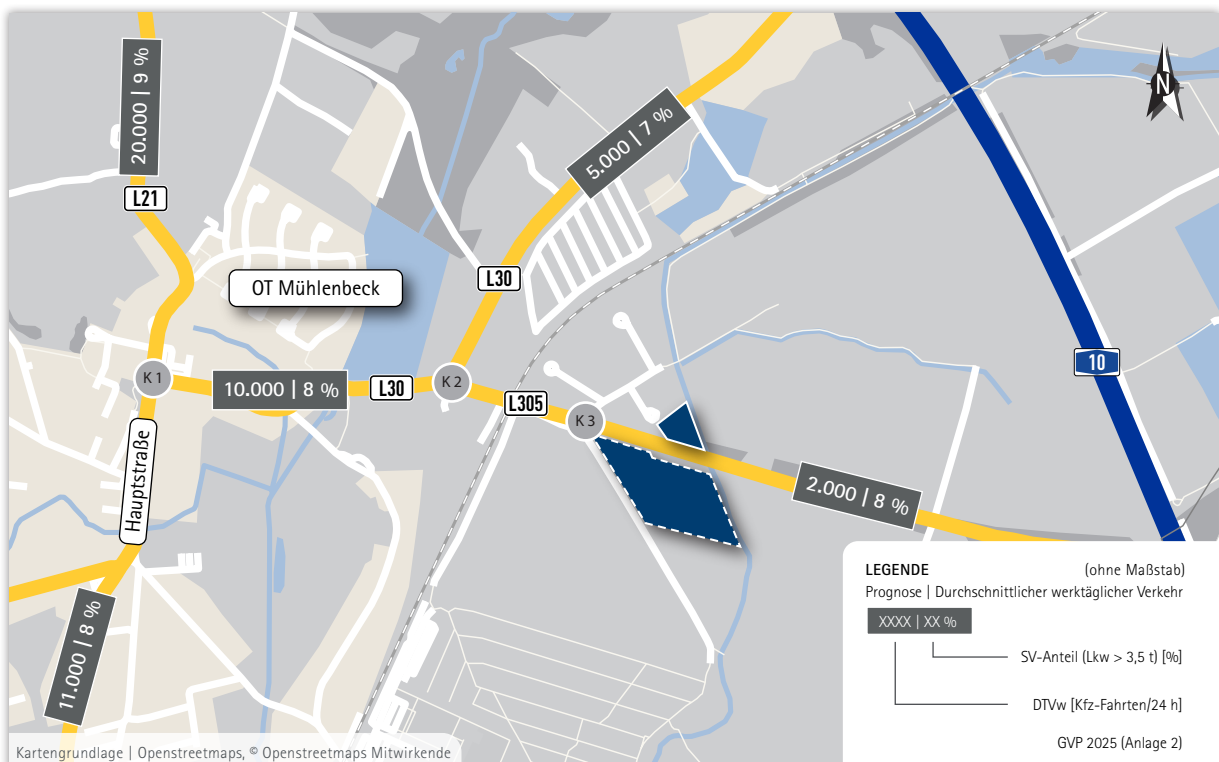 20.000 | 9 %
L21
5.000 | 7 %
N
OT Mühlenbeck
L30
10
K 1
10.000 | 8 %
L30
K 2
L305
K 3
Hauptstraße
2.000 | 8 %
11.000 | 8 %
LEGENDE (ohne Maßstab)
Prognose | Durchschnittlicher werktäglicher Verkehr
XXXX | XX %
SV-Anteil (Lkw > 3,5 t) [%]
DTVw [Kfz-Fahrten/24 h]
GVP 2025 (Anlage 2)
Kartengrundlage | Openstreetmaps, © Openstreetmaps Mitwirkende